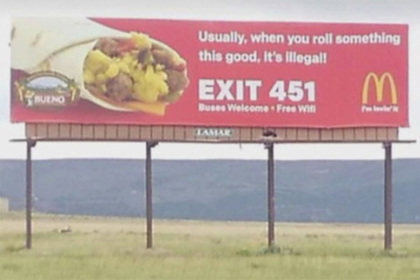 Usually, when you roll something
this good, it's illegal!
EXIT 451
Buses Welcome • Free Wifi
BUENO
i'm lovin' it
LAMAR